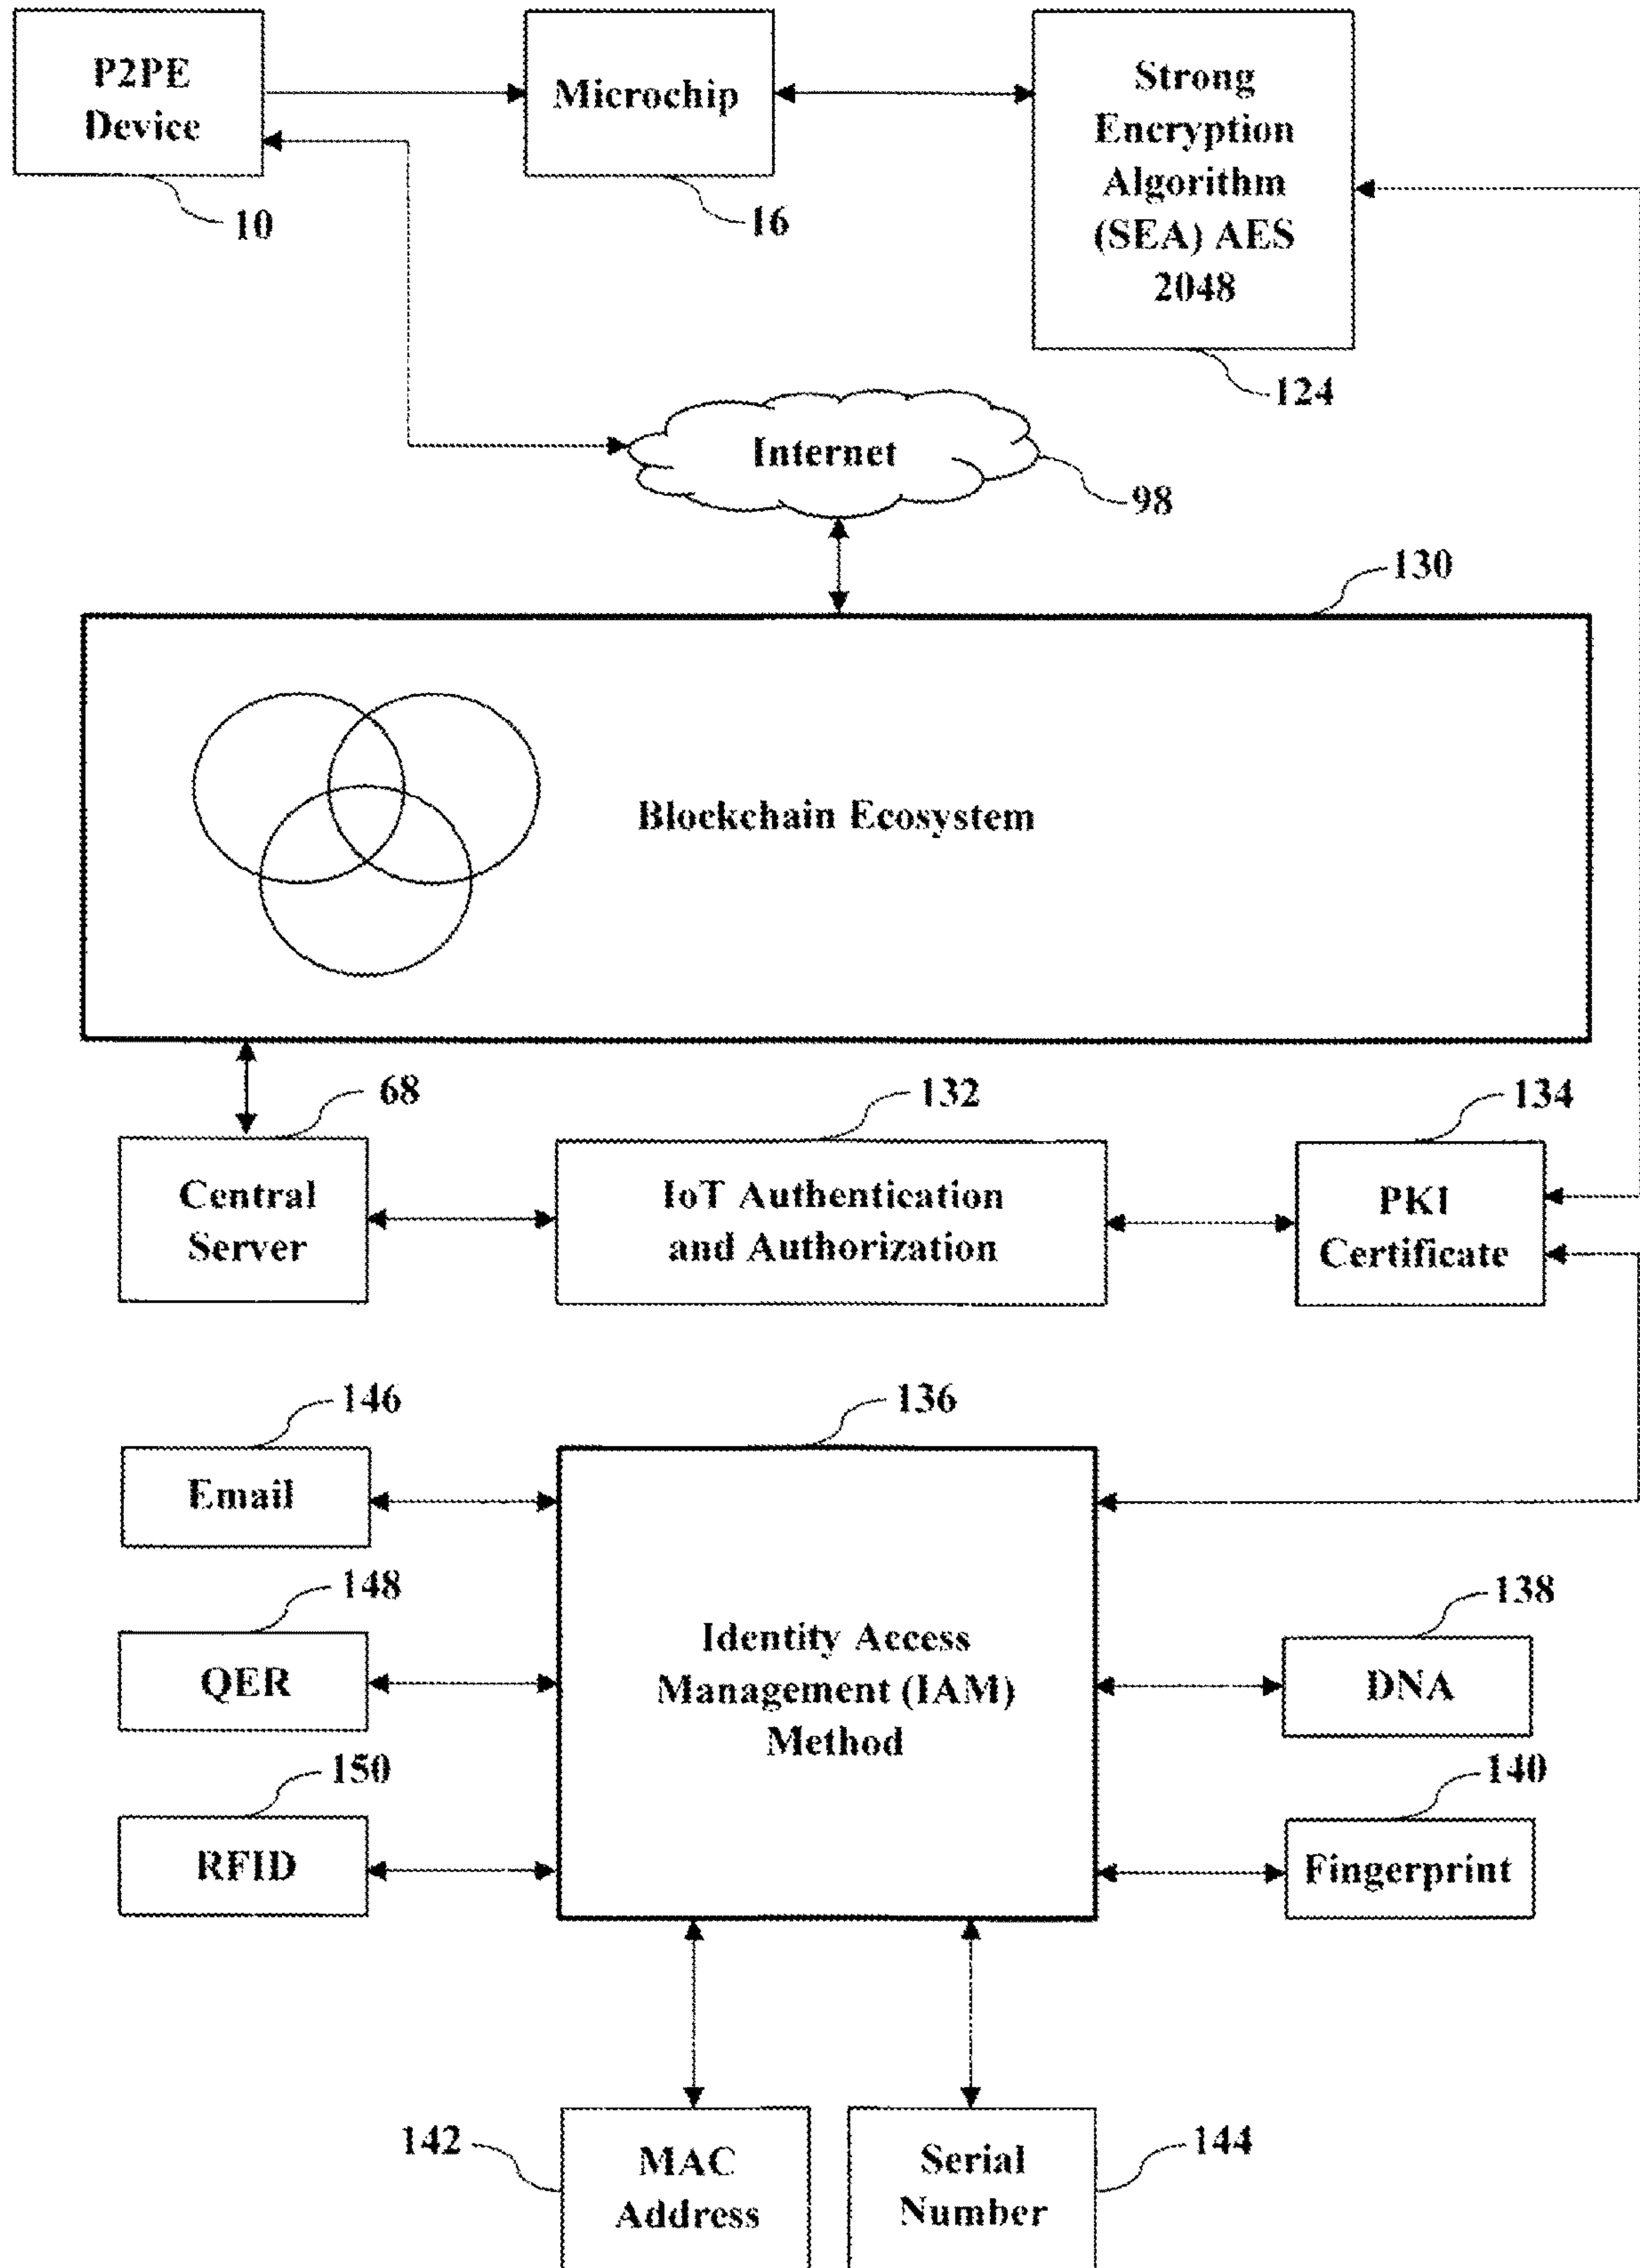 P2PE
Device
10
Microchip
16
Strong
Encryption
Algorithm
(SEA) AES
2048
124
Internet
98
130
Blockchain Ecosystem
68
Central
Server
132
IoT Authentication
and Authorization
134
PKI
Certificate
146
Email
148
QER
150
RFID
136
Identity Access
Management (IAM)
Method
138
DNA
140
Fingerprint
142
MAC
Address
Serial
Number
144